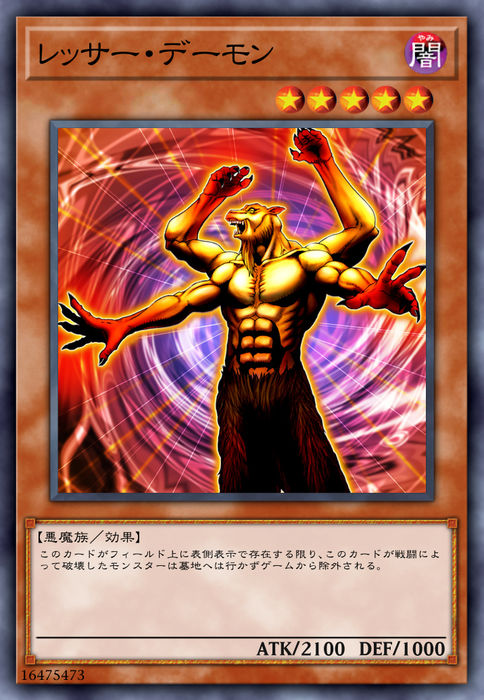 レッサー・デーモン
やみ
闇
【悪魔族／効果】
このカードがフィールド上に表側表示で存在する限り、このカードが戦闘によ
って破壊したモンスターは墓地へは行かずゲームから除外される。
ATK/2100 DEF/1000
16475473